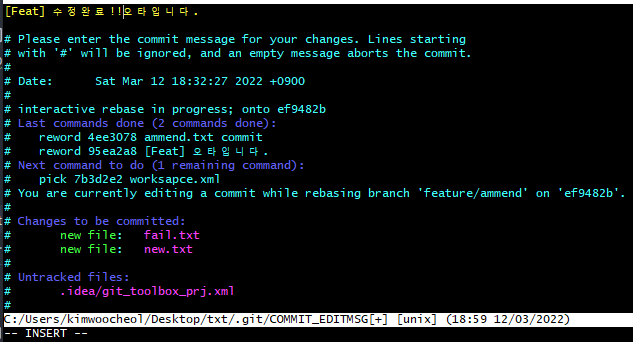 [Feat] 수정완료!!오타입니다.
# Please enter the commit message for your changes. Lines starting
# with '#' will be ignored, and an empty message aborts the commit.
#
# Date:      Sat Mar 12 18:32:27 2022 +0900
#
# interactive rebase in progress; onto ef9482b
# Last commands done (2 commands done):
#    reword 4ee3078 ammend.txt commit
#    reword 95ea2a8 [Feat] 오타입니다.
# Next command to do (1 remaining command):
#    pick 7b3d2e2 worksapce.xml
# You are currently editing a commit while rebasing branch 'feature/ammend' on 'ef9482b'.
#
# Changes to be committed:
#       new file:   fail.txt
#       new file:   new.txt
#
# Untracked files:
#       .idea/git_toolbox_prj.xml
#
C:/Users/kimwoocheol/Desktop/txt/.git/COMMIT_EDITMSG[+] [unix] (18:59 12/03/2022)
-- INSERT --